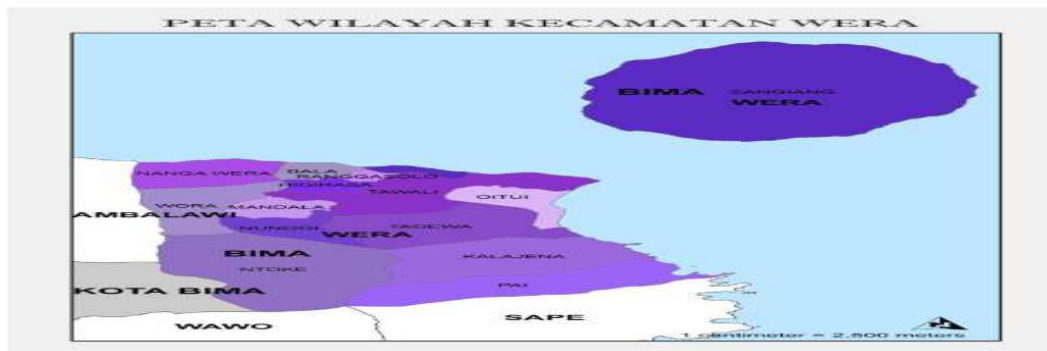 PETA WILAYAH KECAMATAN WERA
BIMA SANGIANG
WERA
NANGA WERA
BALA
RANGGASOLO
HIDIRASA
TAWALI
OITUI
WORA
MANDALA
AMBALAWI
NUNGGI
TADEWA
WERA
BIMA
KALAJENA
NTOKE
PAI
KOTA BIMA
SAPE
WAWO
1 centimeter = 2.500 meters